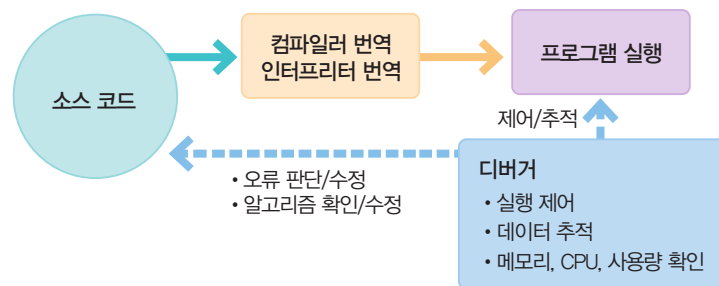 소스 코드
컴파일러 번역
인터프리터 번역
프로그램 실행
제어/추적
• 오류 판단/수정
• 알고리즘 확인/수정
디버거
• 실행 제어
• 데이터 추적
• 메모리, CPU, 사용량 확인